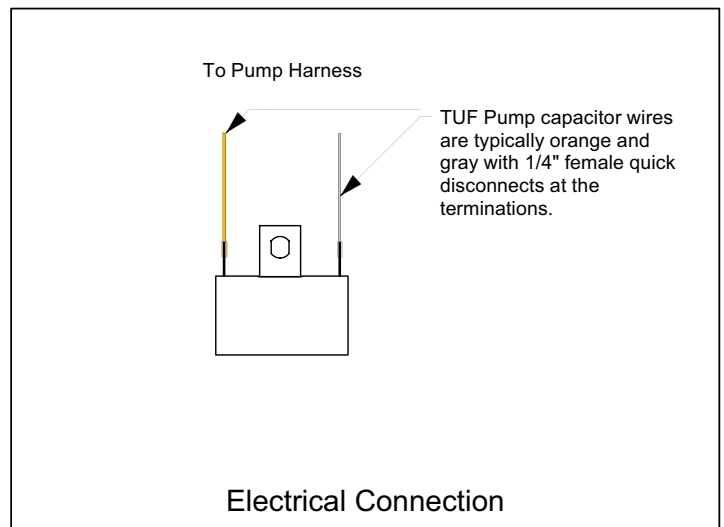 To Pump Harness
TUF Pump capacitor wires
are typically orange and
gray with 1/4" female quick
disconnects at the
terminations.
Electrical Connection